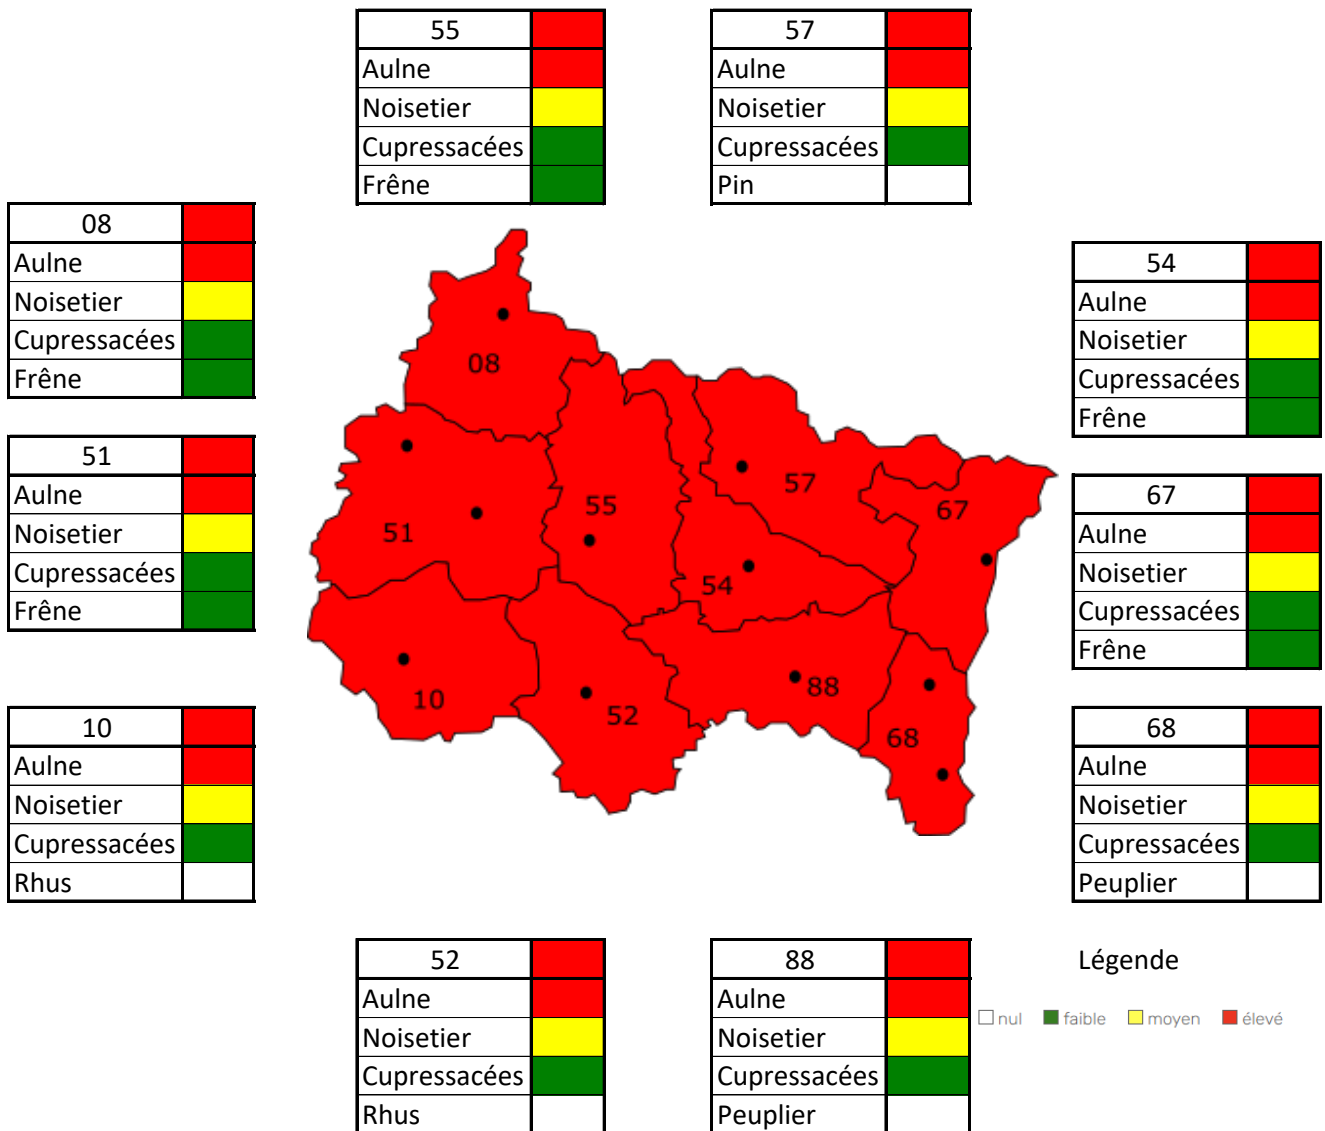 55
Aulne
Noisetier
Cupressacées
Frêne
57
Aulne
Noisetier
Cupressacées
Pin
08
Aulne
Noisetier
Cupressacées
Frêne
54
Aulne
Noisetier
Cupressacées
Frêne
51
Aulne
Noisetier
Cupressacées
Frêne
67
Aulne
Noisetier
Cupressacées
Frêne
10
Aulne
Noisetier
Cupressacées
Rhus
68
Aulne
Noisetier
Cupressacées
Peuplier
08
57
55
67
51
54
88
10
52
68
52
Aulne
Noisetier
Cupressacées
Rhus
88
Aulne
Noisetier
Cupressacées
Peuplier
Légende
nul faible moyen élevé